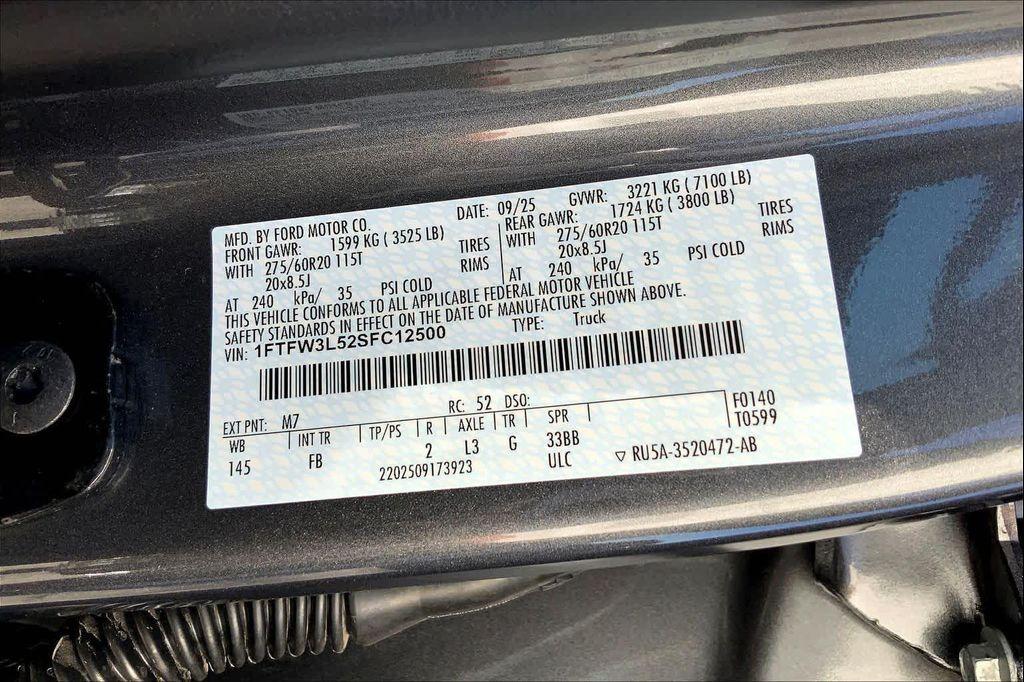 MFD. BY FORD MOTOR CO. DATE: 09/25 GVWR: 3221 KG ( 7100 LB)
FRONT GAWR: 1599 KG ( 3525 LB) REAR GAWR: 1724 KG ( 3800 LB)
WITH 275/60R20 115T TIRES WITH 275/60R20 115T TIRES
20x8.5J RIMS 20x8.5J RIMS
AT 240 kPa/ 35 PSI COLD AT 240 kPa/ 35 PSI COLD
THIS VEHICLE CONFORMS TO ALL APPLICABLE FEDERAL MOTOR VEHICLE
SAFETY STANDARDS IN EFFECT ON THE DATE OF MANUFACTURE SHOWN ABOVE.
VIN: 1FTFW3L52SFC12500 TYPE: Truck
EXT PNT: M7 RC: 52 DSO: F0140
WB INT TR TP/PS R AXLE TR SPR T0599
145 FB 2 L3 G 33BB
2202509173923 ULC ▽ RU5A-3520472-AB